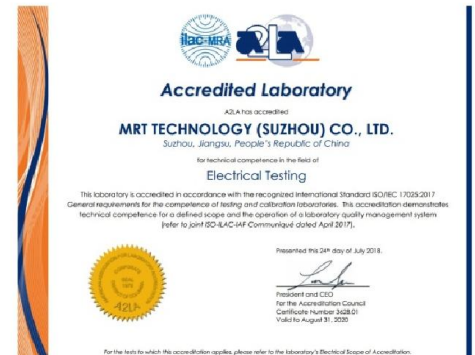 ilac-MRA
A2LA
Accredited Laboratory
A2LA has accredited
MRT TECHNOLOGY (SUZHOU) CO., LTD.
Suzhou, Jiangsu, People's Republic of China
for technical competence in the field of
Electrical Testing
This laboratory is accredited in accordance with the recognized International Standard ISO/IEC 17025:2017
General requirements for the competence of testing and calibration laboratories. This accreditation demonstrates
technical competence for a defined scope and the operation of a laboratory quality management system
(refer to joint ISO-ILAC-IAF Communiqué dated April 2017).
Presented this 24th day of July 2018.
President and CEO
For the Accreditation Council
Certificate Number 3628.01
Valid to August 31, 2020
A2LA
For the tests to which this accreditation applies, please refer to the laboratory's Electrical Scope of Accreditation.